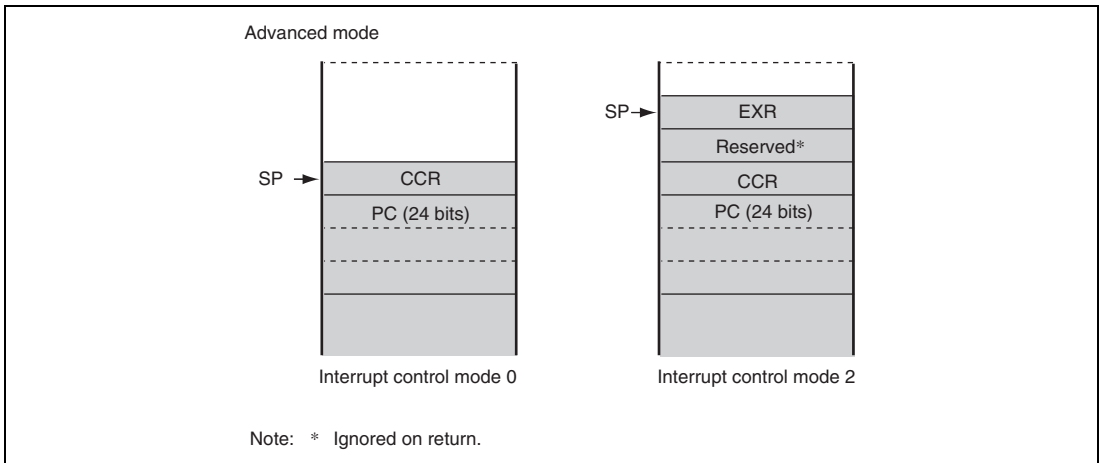 Advanced mode
SP
CCR
PC (24 bits)
Interrupt control mode 0
SP
EXR
Reserved*
CCR
PC (24 bits)
Interrupt control mode 2
Note: * Ignored on return.